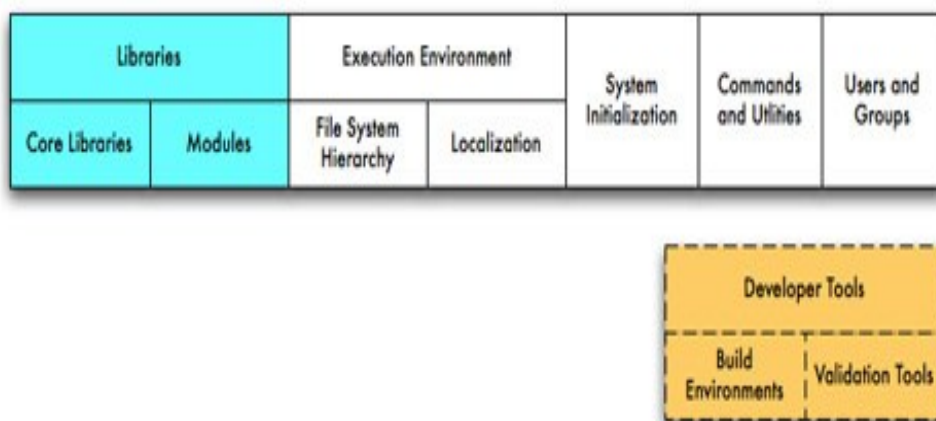 Libraries
Execution Environment
System
Initialization
Commands
and Utlities
Users and
Groups
Core Libraries
Modules
File System
Hierarchy
Localization
Developer Tools
Build
Environments
Validation Tools